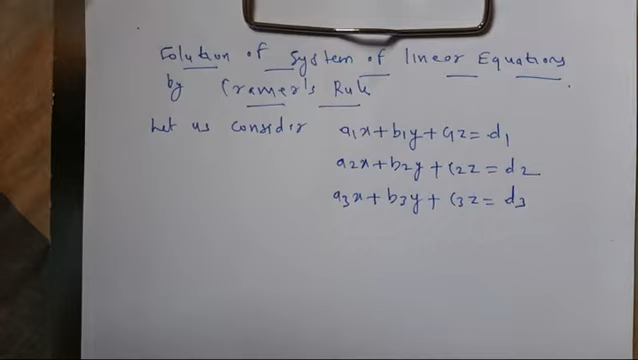 Solution of System of linear Equations
by Cramer's Rule
Let us consider a1x + b1y + c1z = d1
a2x + b2y + c2z = d2
a3x + b3y + c3z = d3